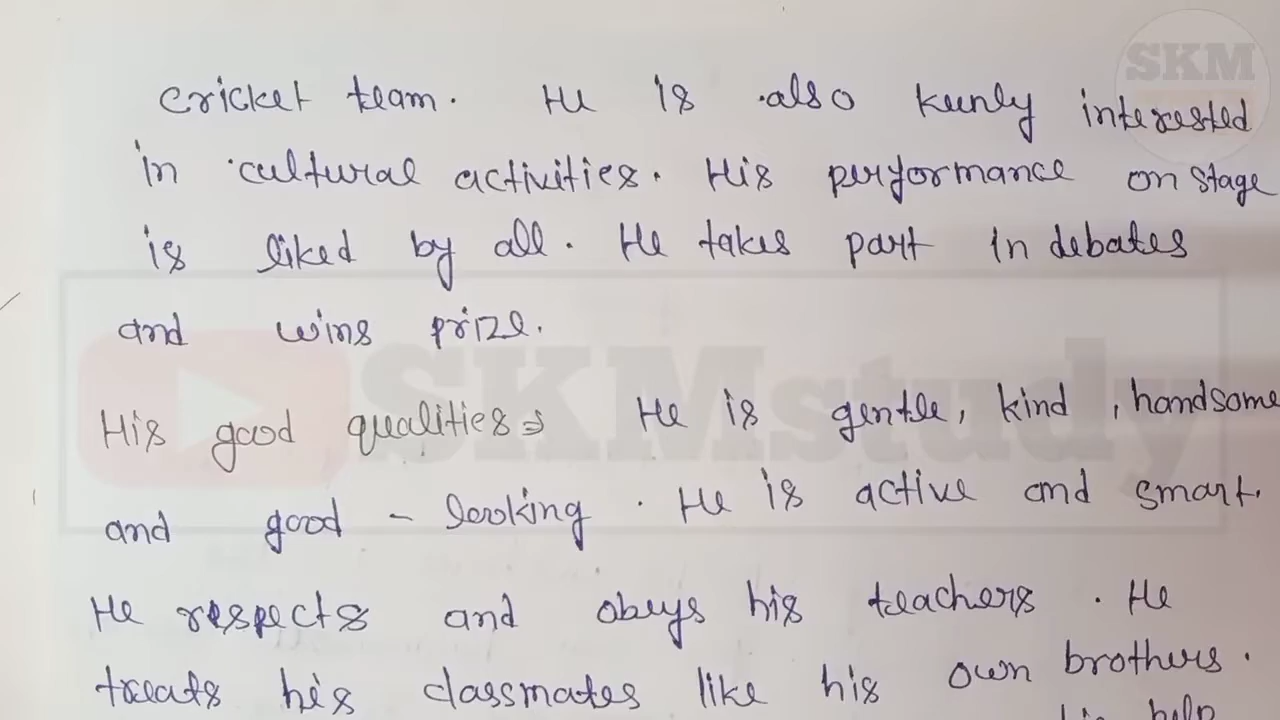 SKM
cricket team. He is also keenly interested
in cultural activities. His performance on stage
is liked by all. He takes part in debates
and wins prize.
His good qualities⇒ He is gentle, kind, handsome
and good - looking. He is active and smart.
He respects and obeys his teachers. He
treats his classmates like his own brothers.
help
SKMstudy